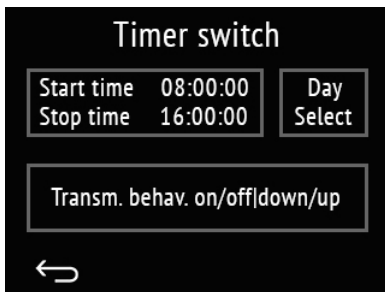 Timer switch
Start time 08:00:00
Stop time 16:00:00
Day
Select
Transm. behav. on/off|down/up